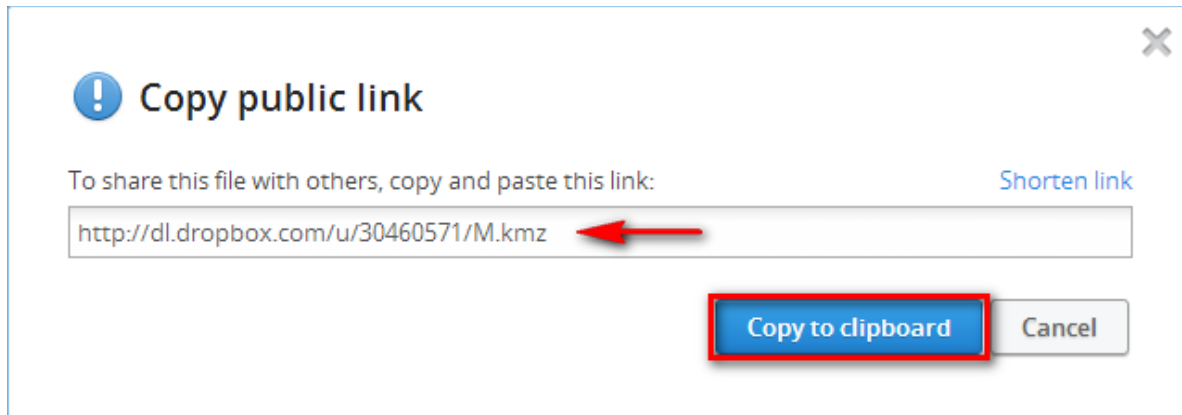 Copy public link
To share this file with others, copy and paste this link:
Shorten link
http://dl.dropbox.com/u/30460571/M.kmz
Copy to clipboard
Cancel